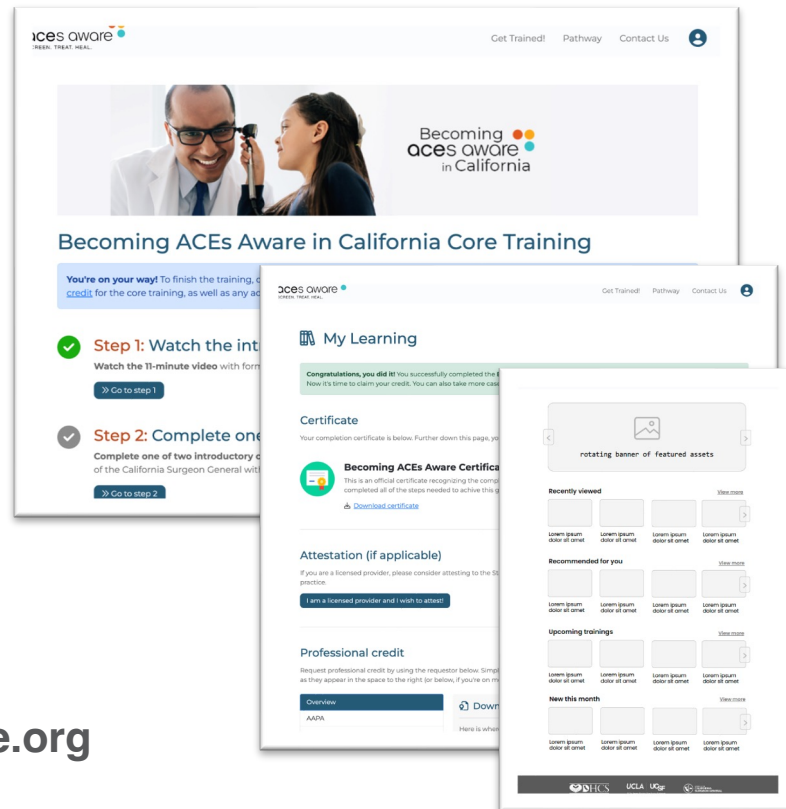 aces aware
SCREEN. TREAT. HEAL.
Get Trained! Pathway Contact Us
Becoming
aces aware
in California
Becoming ACEs Aware in California Core Training
You're on your way! To finish the training,
credit for the core training, as well as any
Step 1: Watch the
Watch the 11-minute video with
Go to step 1
Step 2: Complete one
Complete one of two introductory
of the California Surgeon General
Go to step 2
aces aware
SCREEN. TREAT. HEAL.
Get Trained! Pathway Contact Us
My Learning
Congratulations, you did it! You successfully completed the
Now it's time to claim your credit. You can also take more
Certificate
Your completion certificate is below. Further down this page,
Becoming ACEs Aware
This is an official certificate recognizing the
completed all of the steps needed to achive this
Download certificate
Attestation (if applicable)
If you are a licensed provider, please consider attesting to the
practice.
I am a licensed provider and I wish to attest!
Professional credit
Request professional credit by using the requestor below.
as they appear in the space to the right (or below, if you're on
Overview
AAPA
Here is
rotating banner of featured assets
Recently viewed View more
Lorem ipsum Lorem ipsum Lorem ipsum Lorem ipsum
dolor sit amet dolor sit amet dolor sit amet dolor sit amet
Recommended for you View more
Lorem ipsum Lorem ipsum Lorem ipsum Lorem ipsum
dolor sit amet dolor sit amet dolor sit amet dolor sit amet
Upcoming trainings View more
Lorem ipsum Lorem ipsum Lorem ipsum Lorem ipsum
dolor sit amet dolor sit amet dolor sit amet dolor sit amet
New this month View more
Lorem ipsum Lorem ipsum Lorem ipsum Lorem ipsum
dolor sit amet dolor sit amet dolor sit amet dolor sit amet
DHCS UCLA UCSF
e.org